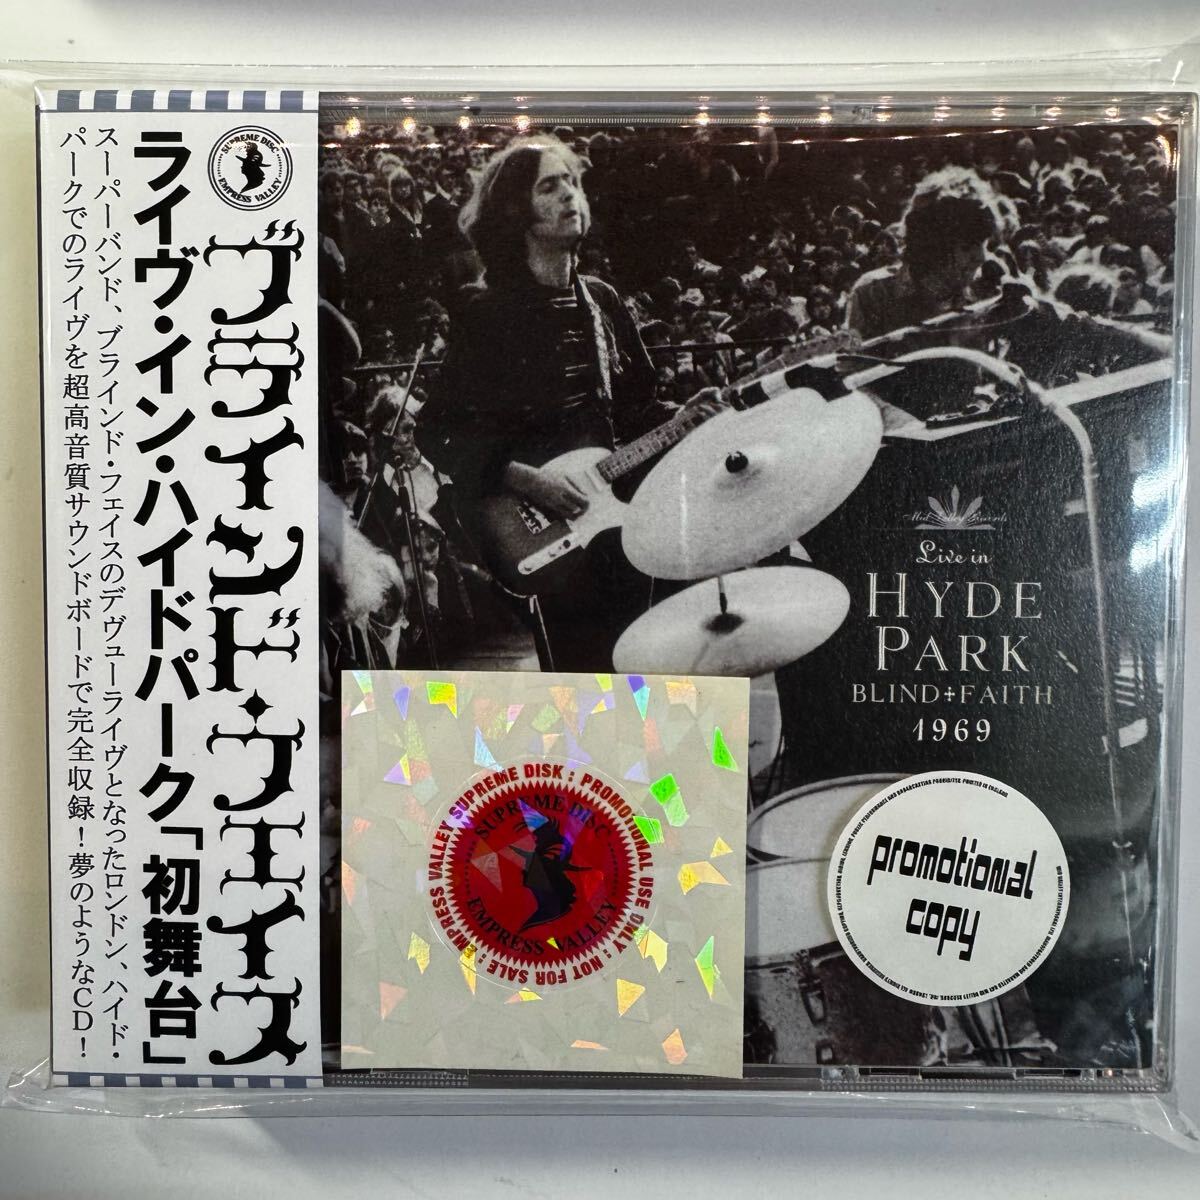 SUPREME DISC
EMPRESS VALLEY
ブラインド・フェイス
ライヴ・イン・ハイドパーク「初舞台」
スーパーバンド、ブラインド・フェイスのデヴューライヴとなったロンドン、ハイド・
パークでのライヴを超高音質サウンドボードで完全収録！夢のようなCD！
Mid Valley Records
Live in
HYDE
PARK
BLIND✝FAITH
1969
EMPRESS VALLEY SUPREME DISK : PROMOTIONAL USE ONLY : NOT FOR SALE :
SUPREME DISC
EMPRESS VALLEY
promotional
copy